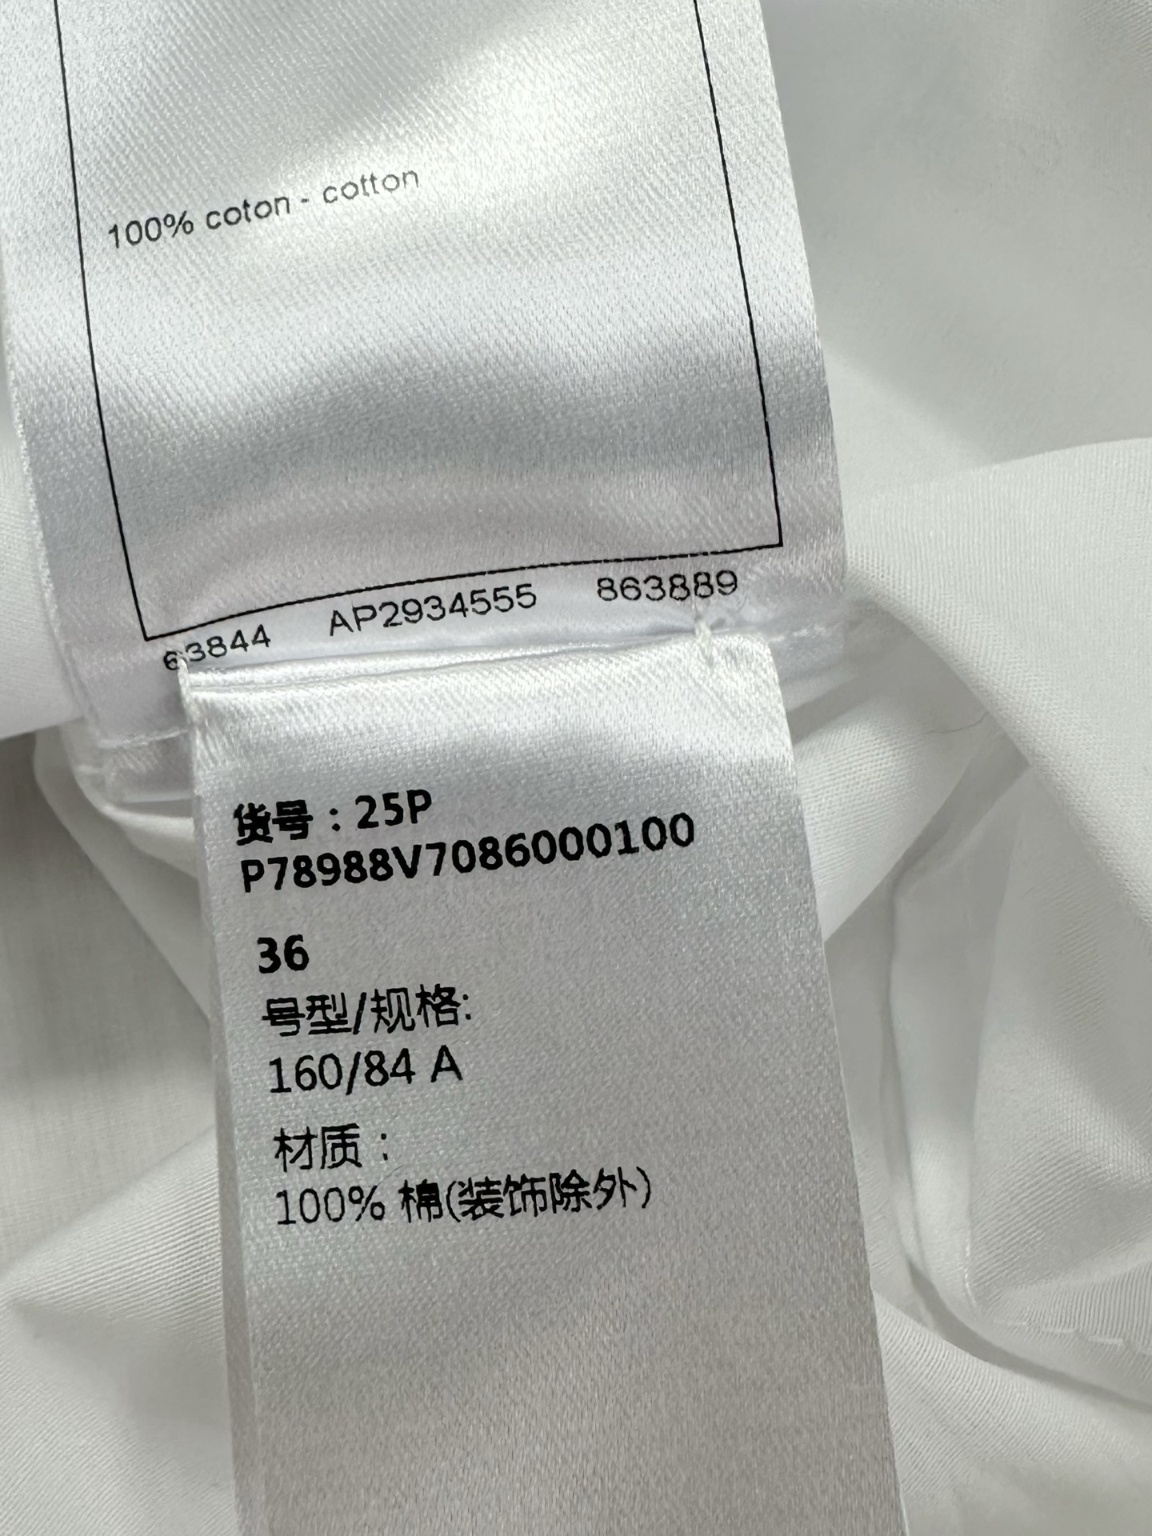 100% coton - cotton
63844 AP2934555 863889
货号：25P
P78988V7086000100
36
号型/规格:
160/84 A
材质：
100% 棉(装饰除外)